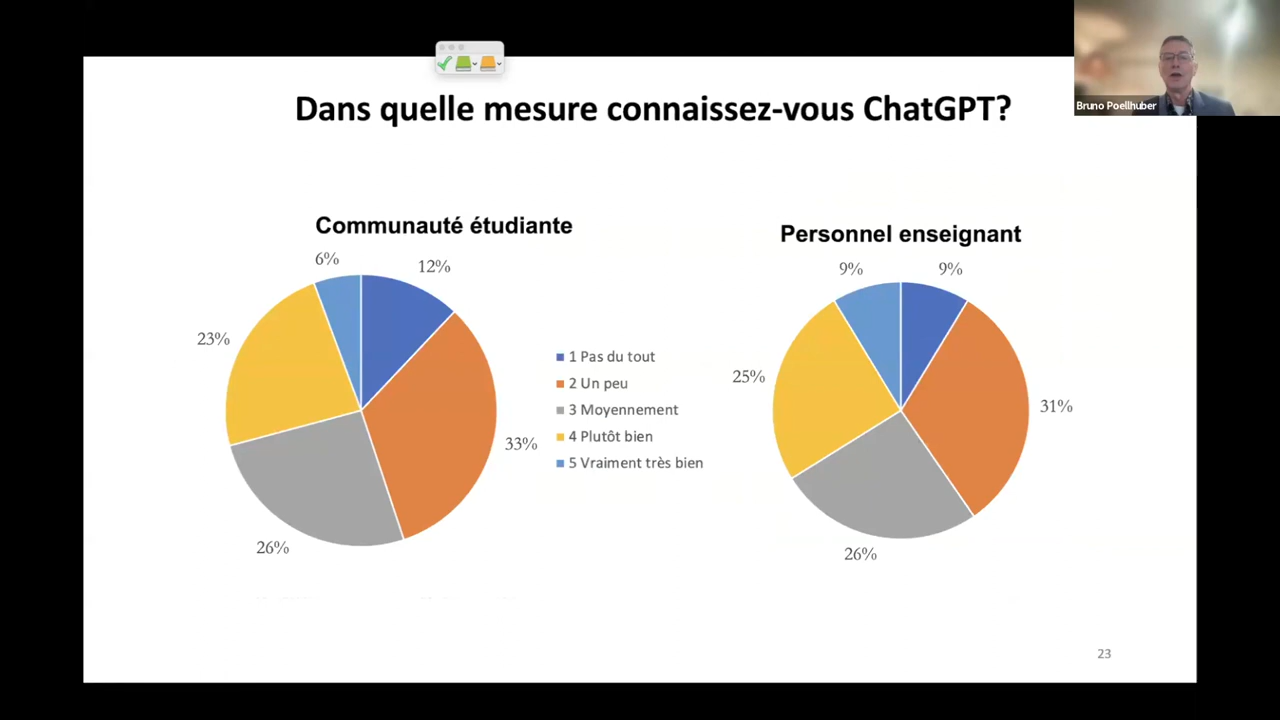 Dans quelle mesure connaissez-vous ChatGPT?
Bruno Poellhuber
Communauté étudiante
6%
12%
23%
33%
26%
1 Pas du tout
2 Un peu
3 Moyennement
4 Plutôt bien
5 Vraiment très bien
Personnel enseignant
9%
9%
25%
31%
26%
23